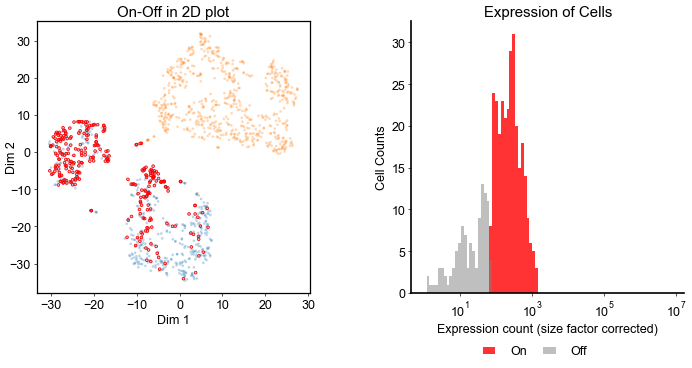 On-Off in 2D plot
30
20
10
0
−10
−20
−30
Dim 2
−30 −20 −10 0 10 20 30
Dim 1
Expression of Cells
30
25
20
15
10
5
0
Cell Counts
10^1 10^3 10^5 10^7
Expression count (size factor corrected)
On Off